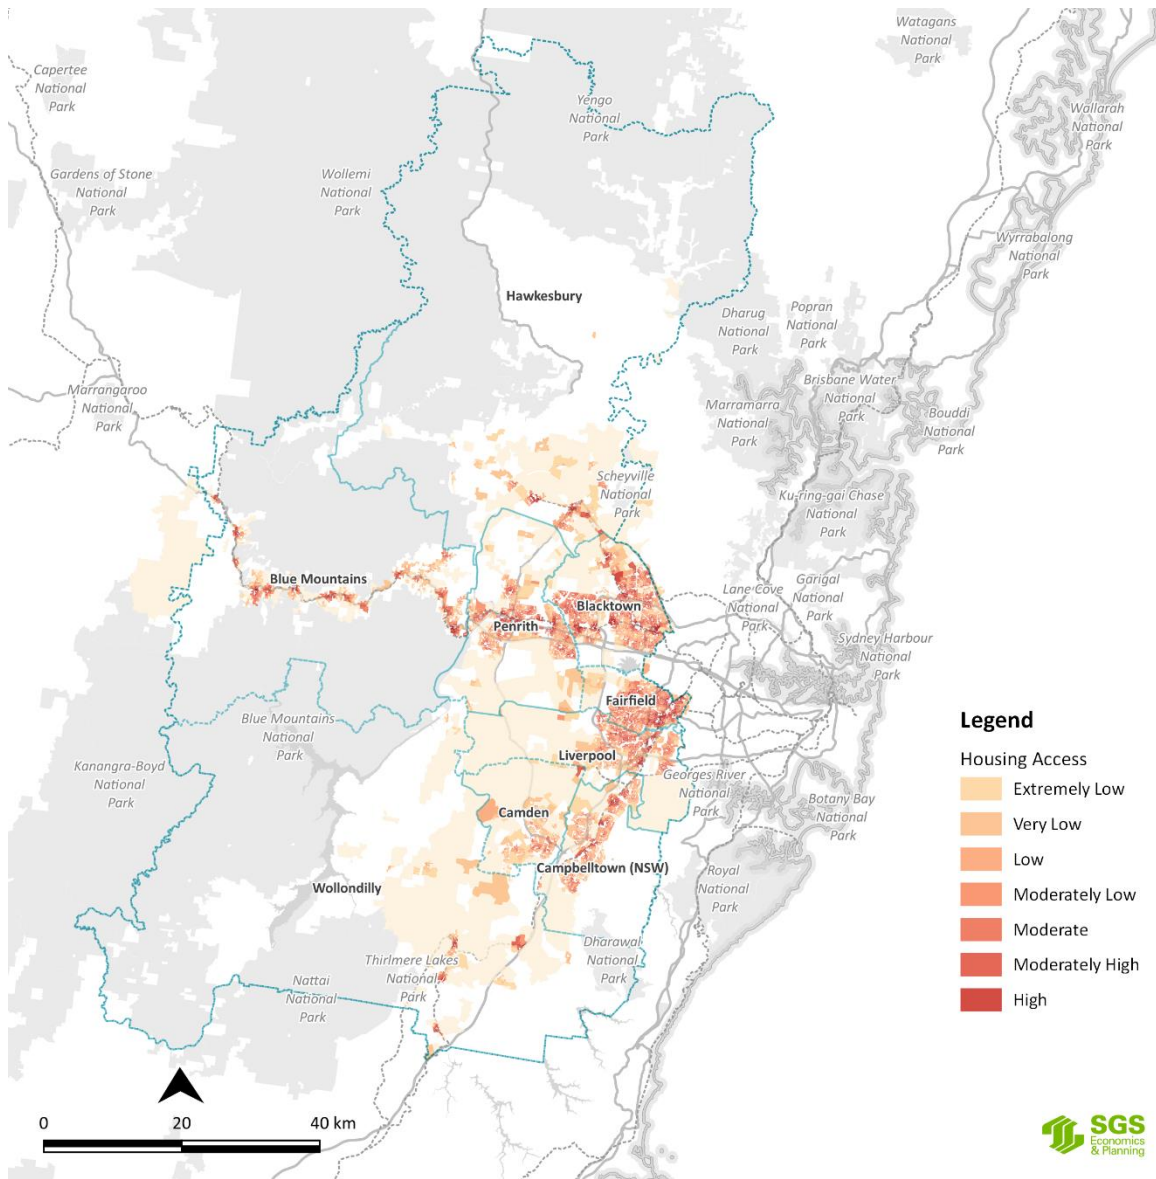 Watagans
National
Park
Capertee
National
Park
Yengo
National
Park
Wallarah
National
Park
Gardens of Stone
National
Park
Wollemi
National
Park
Wyrrabalong
National
Park
Hawkesbury
Dharug
National
Park
Popran
National
Park
Marrangaroo
National
Park
Brisbane Water
National
Park
Marramarra
National
Park
Bouddi
National
Park
Scheyville
National
Park
Ku-ring-gai Chase
National
Park
Blue Mountains
Blacktown
Penrith
Lane Cove
National
Park
Garigal
National
Park
Sydney Harbour
National
Park
Fairfield
Blue Mountains
National
Park
Kanangra-Boyd
National
Park
Liverpool
Georges River
National
Park
Botany Bay
National
Park
Camden
Campbelltown (NSW)
Wollondilly
Royal
National
Park
Dharawal
National
Park
Thirlmere Lakes
National
Park
Nattai
National
Park
Legend
Housing Access
Extremely Low
Very Low
Low
Moderately Low
Moderate
Moderately High
High
0 20 40 km
SGS
Economics
& Planning